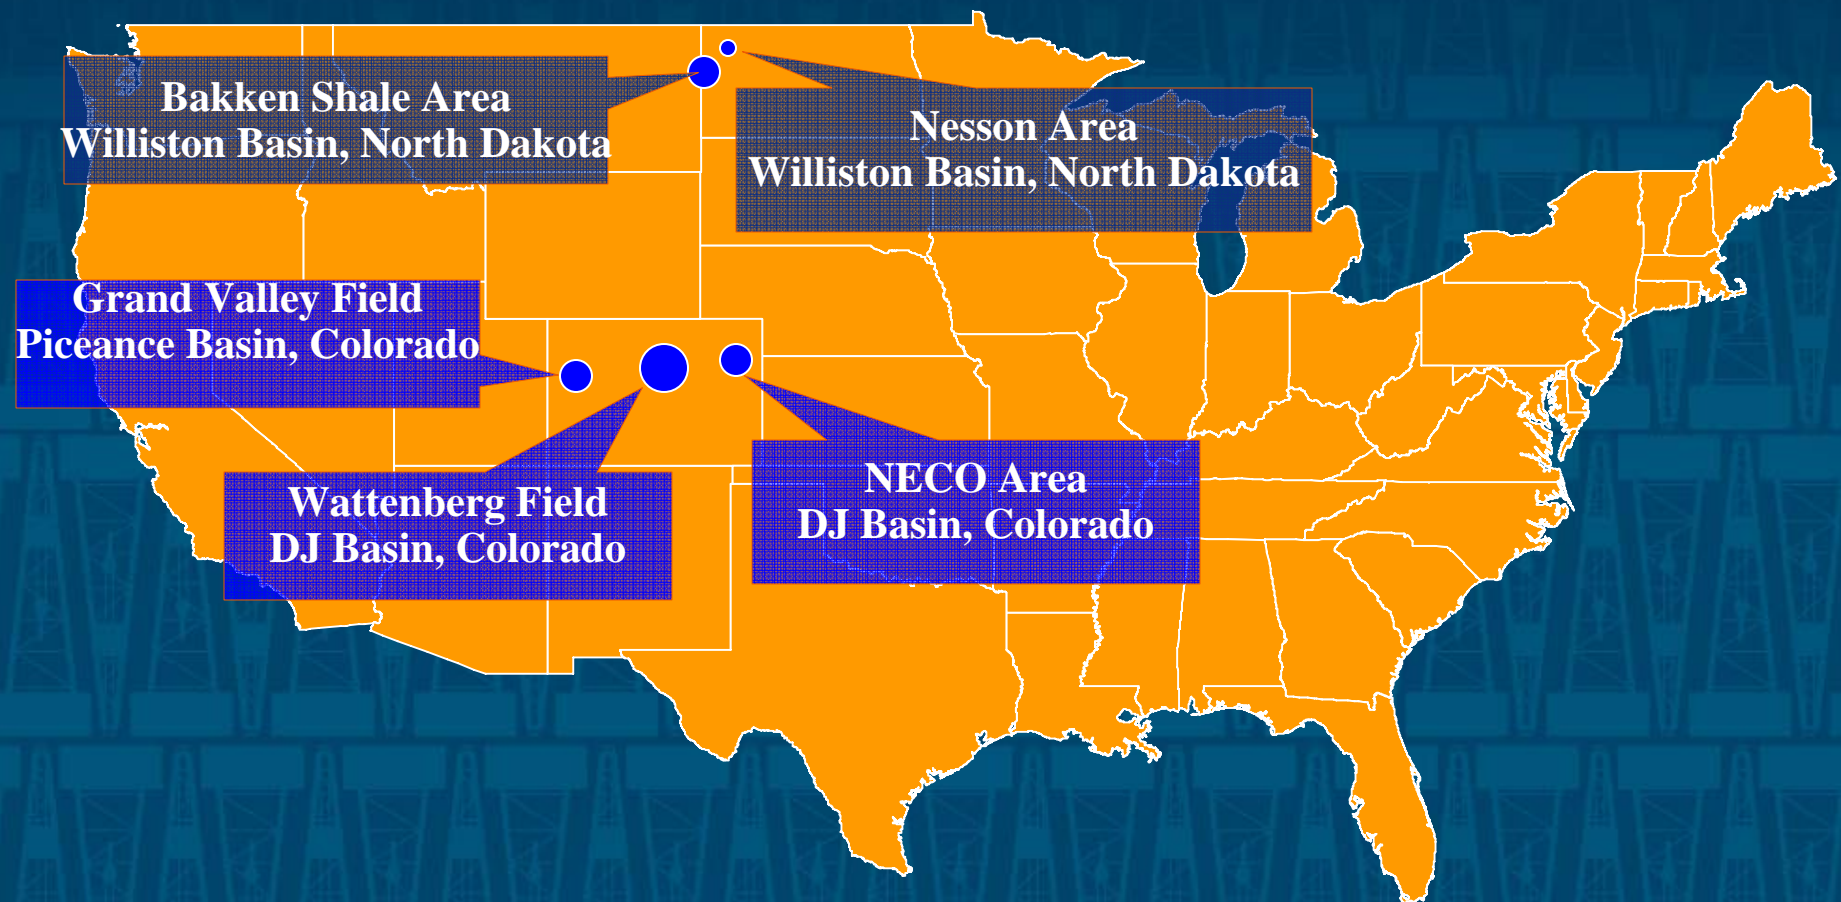 Bakken Shale Area
Williston Basin, North Dakota
Nesson Area
Williston Basin, North Dakota
Grand Valley Field
Piceance Basin, Colorado
Wattenberg Field
DJ Basin, Colorado
NECO Area
DJ Basin, Colorado